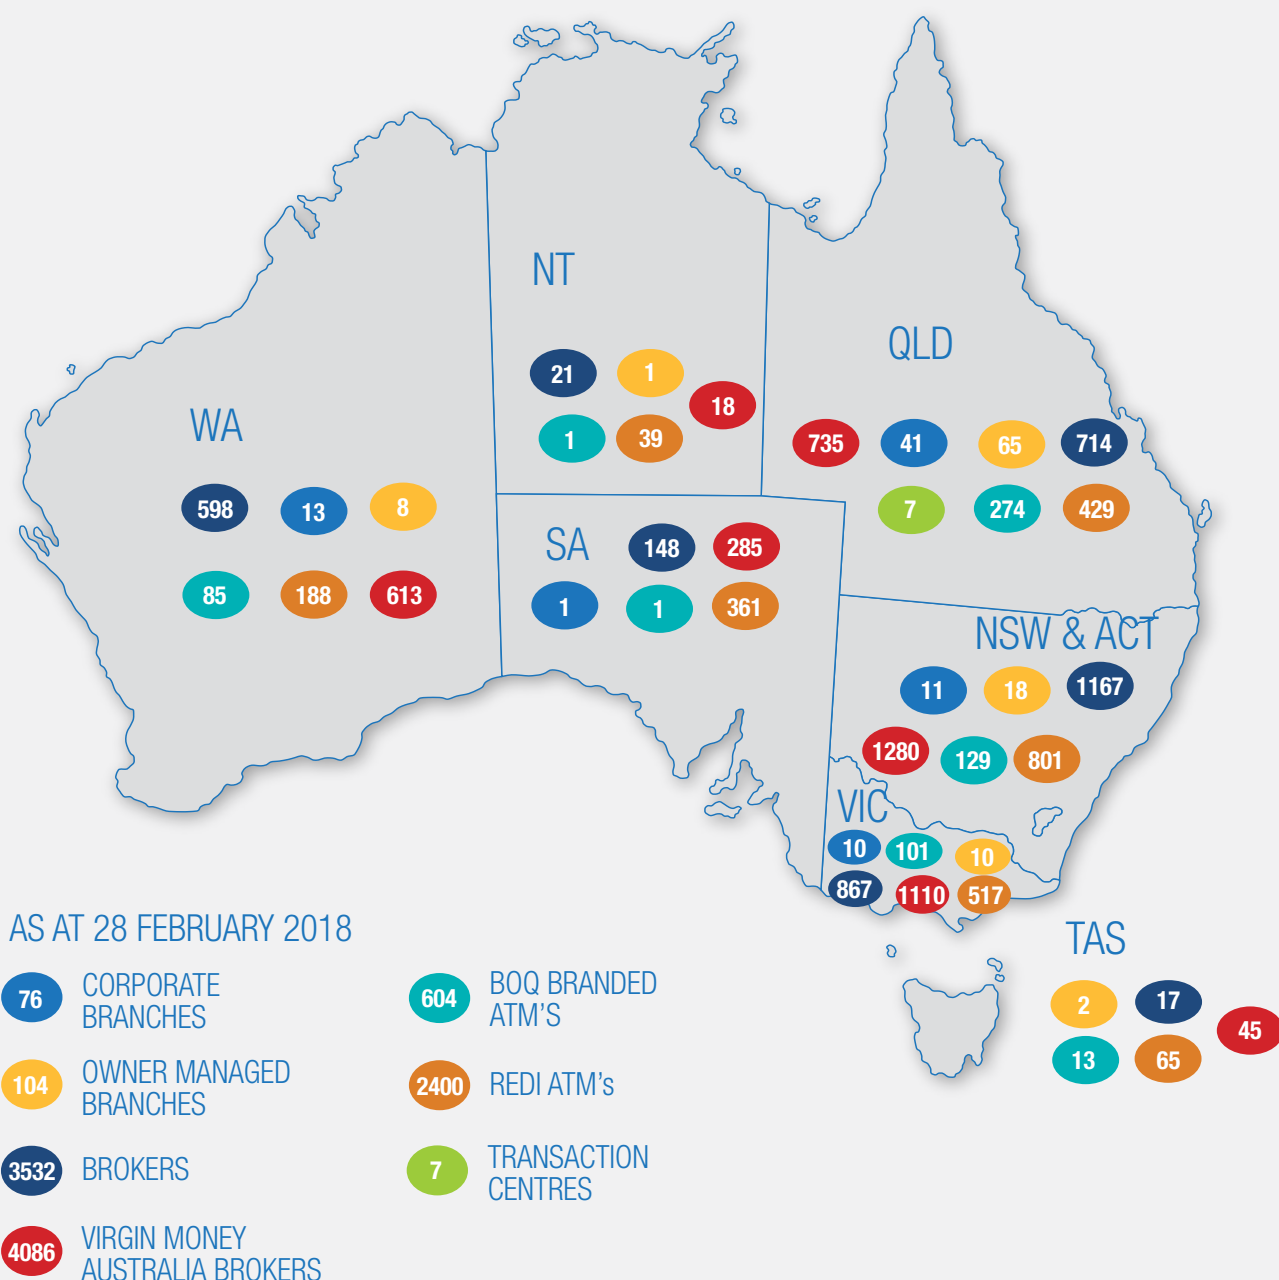 NT
21
1
18
1
39
QLD
735
41
65
714
7
274
429
WA
598
13
8
85
188
613
SA
148
285
1
1
361
NSW & ACT
11
18
1167
1280
129
801
VIC
10
101
10
867
1110
517
TAS
2
17
45
13
65
AS AT 28 FEBRUARY 2018
76
CORPORATE
BRANCHES
104
OWNER MANAGED
BRANCHES
3532
BROKERS
4086
VIRGIN MONEY
AUSTRALIA BROKERS
604
BOQ BRANDED
ATM'S
2400
REDI ATM's
7
TRANSACTION
CENTRES